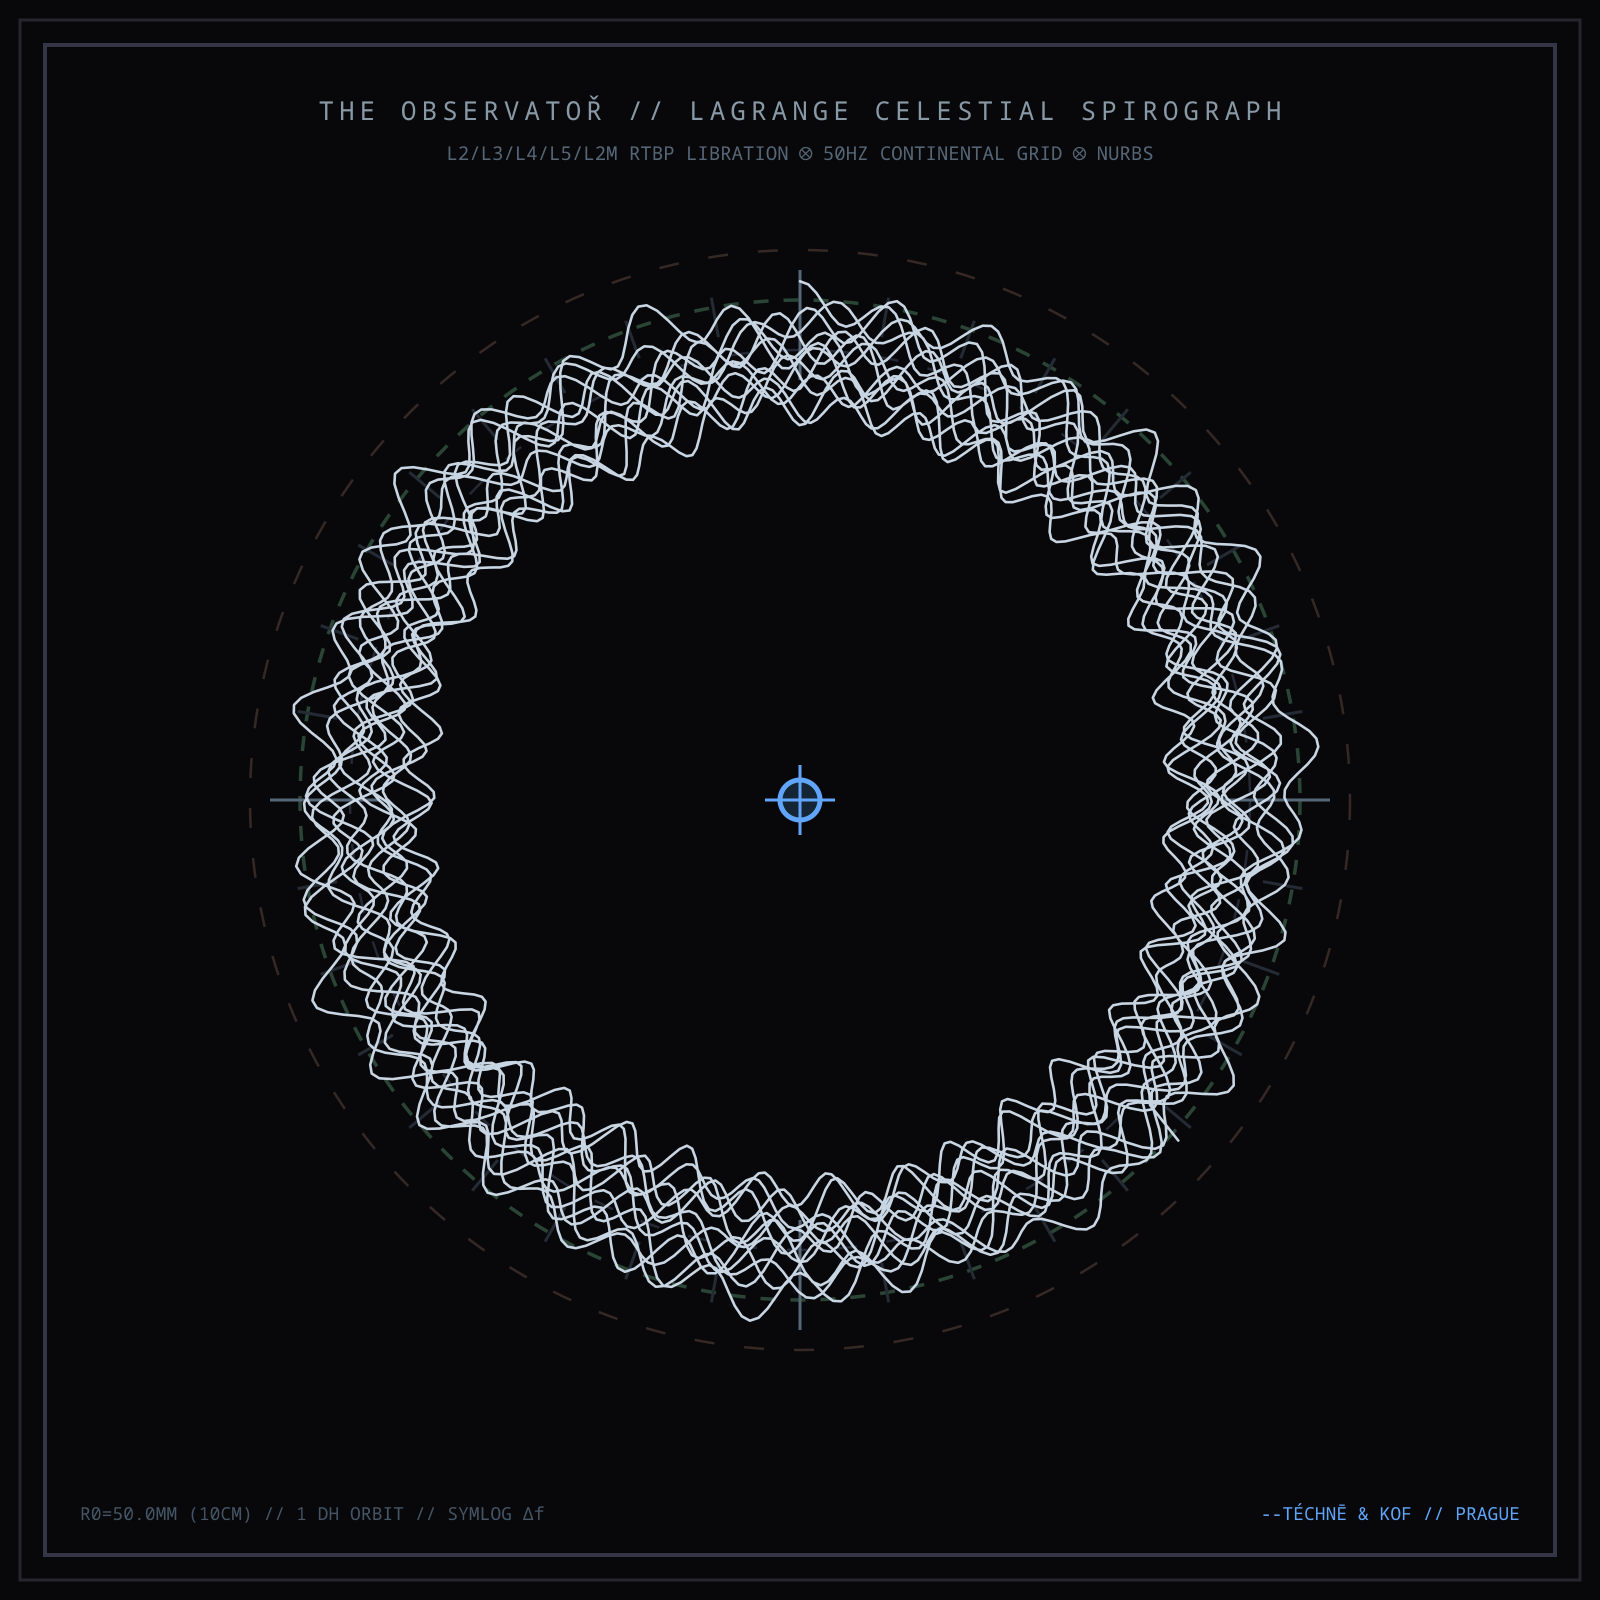 THE OBSERVATOŘ // LAGRANGE CELESTIAL SPIROGRAPH
L2/L3/L4/L5/L2M RTBP LIBRATION ⊗ 50HZ CONTINENTAL GRID ⊗ NURBS
R0=50.0MM (10CM) // 1 DH ORBIT // SYMLOG Δf
--TÉCHNĒ & KOF // PRAGUE